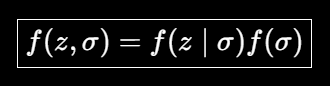 f(z, σ) = f(z | σ)f(σ)